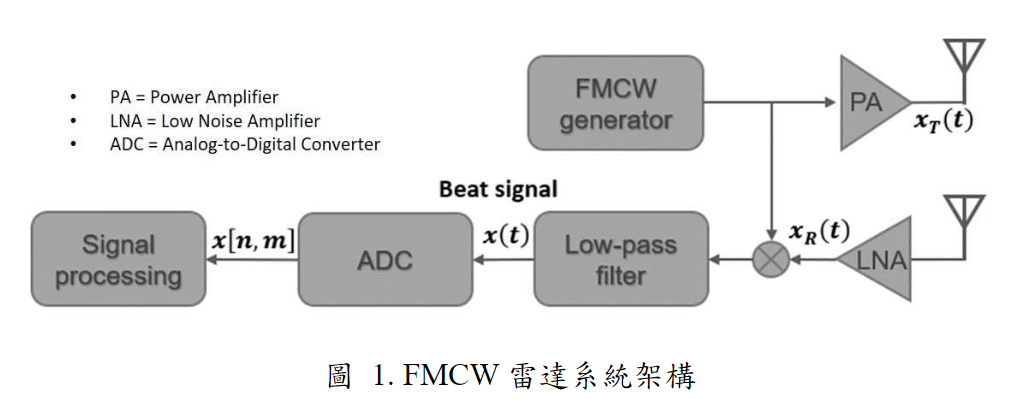 FMCW
generator
PA
x_T(t)
• PA = Power Amplifier
• LNA = Low Noise Amplifier
• ADC = Analog-to-Digital Converter
Beat signal
Signal
processing
x[n, m]
ADC
x(t)
Low-pass
filter
x_R(t)
LNA
圖 1. FMCW 雷達系統架構